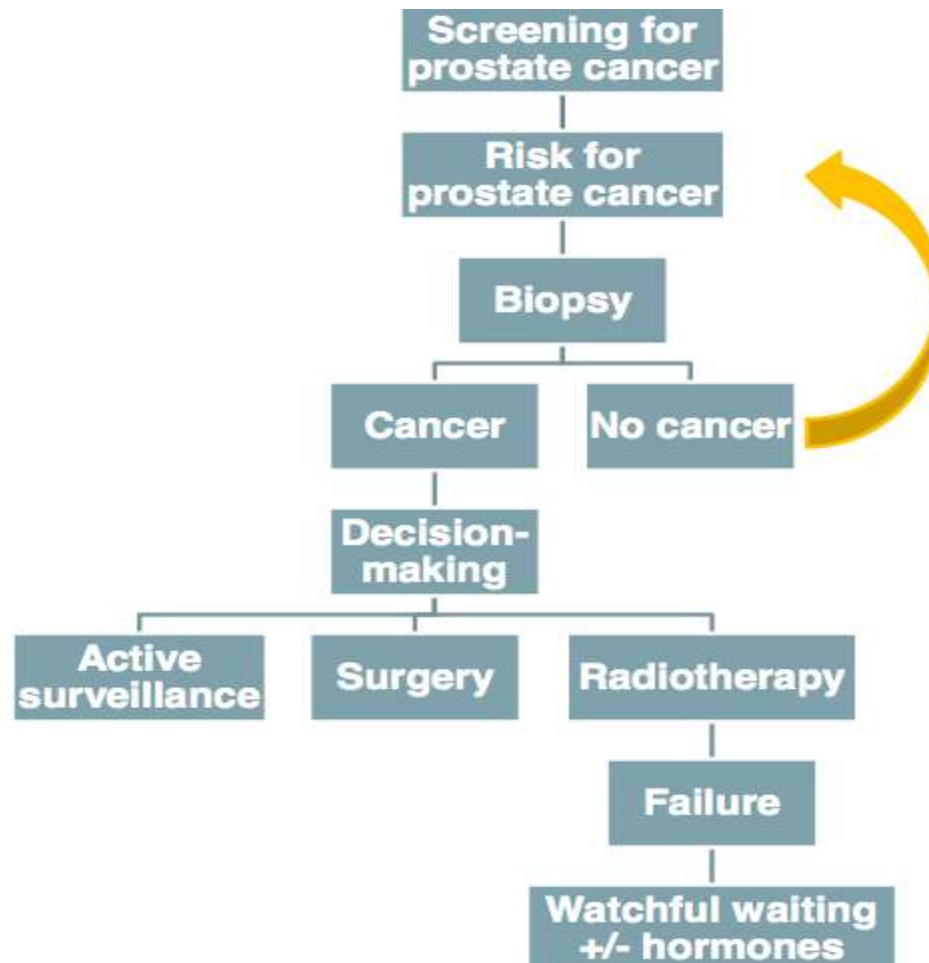 Screening for
prostate cancer
Risk for
prostate cancer
Biopsy
Cancer
No cancer
Decision-
making
Active
surveillance
Surgery
Radiotherapy
Failure
Watchful waiting
+/- hormones